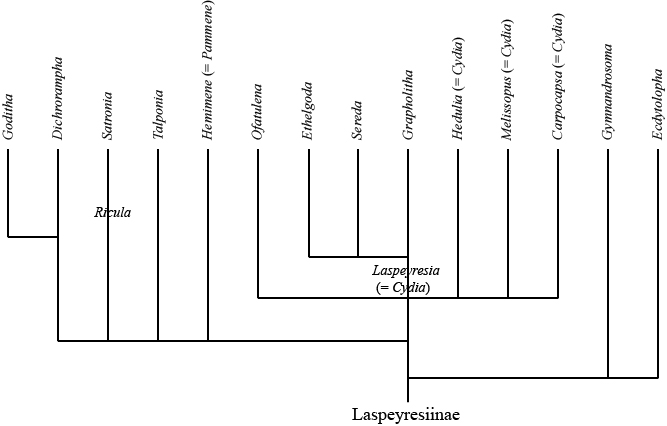 Goditha
Dichrorampha
Satronia
Talponia
Hemimene (= Pammene)
Ofatulena
Ethelgoda
Sereda
Grapholitha
Hedulia (= Cydia)
Melissopus (= Cydia)
Carpocapsa (= Cydia)
Gymnandrosoma
Ecdytolopha
Ricula
Laspeyresia
(= Cydia)
Laspeyresiinae